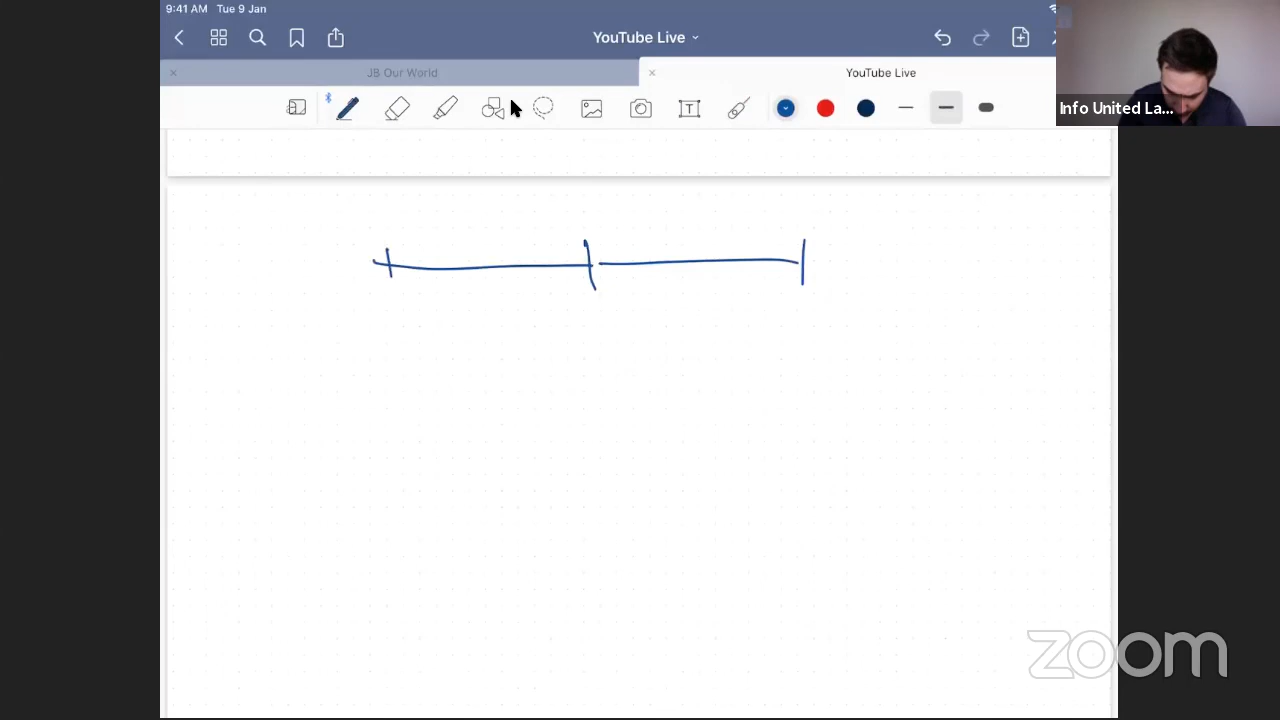 9:41 AM Tue 9 Jan
YouTube Live
JB Our World
YouTube Live
T
Info United La...
zoom